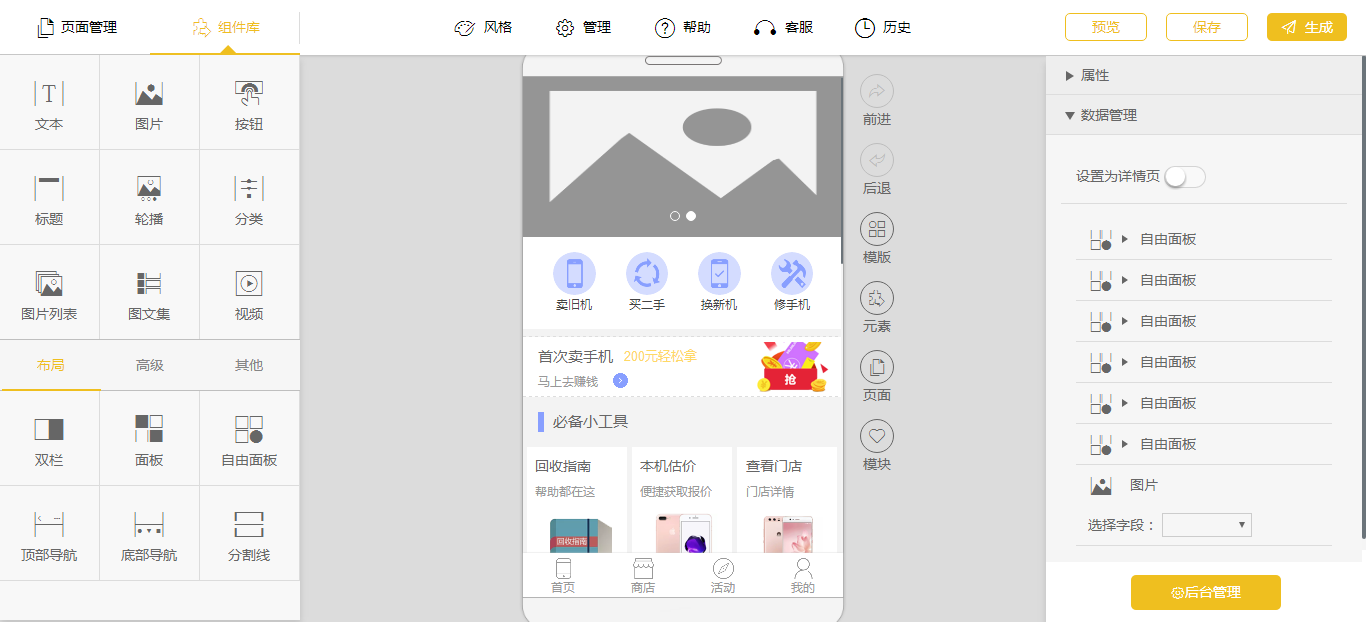 页面管理
组件库
风格
管理
帮助
客服
历史
预览
保存
生成
文本
图片
按钮
标题
轮播
分类
图片列表
图文集
视频
布局
高级
其他
双栏
面板
自由面板
顶部导航
底部导航
分割线
卖旧机
买二手
换新机
修手机
首次卖手机 200元轻松拿
马上去赚钱
抢
必备小工具
回收指南
本机估价
查看门店
帮助都在这
便捷获取报价
门店详情
回收指南
首页
商店
活动
我的
前进
后退
模版
元素
页面
模块
属性
数据管理
设置为详情页
自由面板
自由面板
自由面板
自由面板
自由面板
自由面板
图片
选择字段：
后台管理